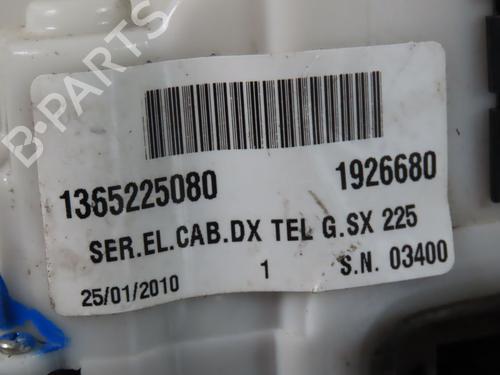 B-PARTS
1365225080 1926680
SER.EL.CAB.DX TEL G.SX 225
25/01/2010 1 S.N. 03400